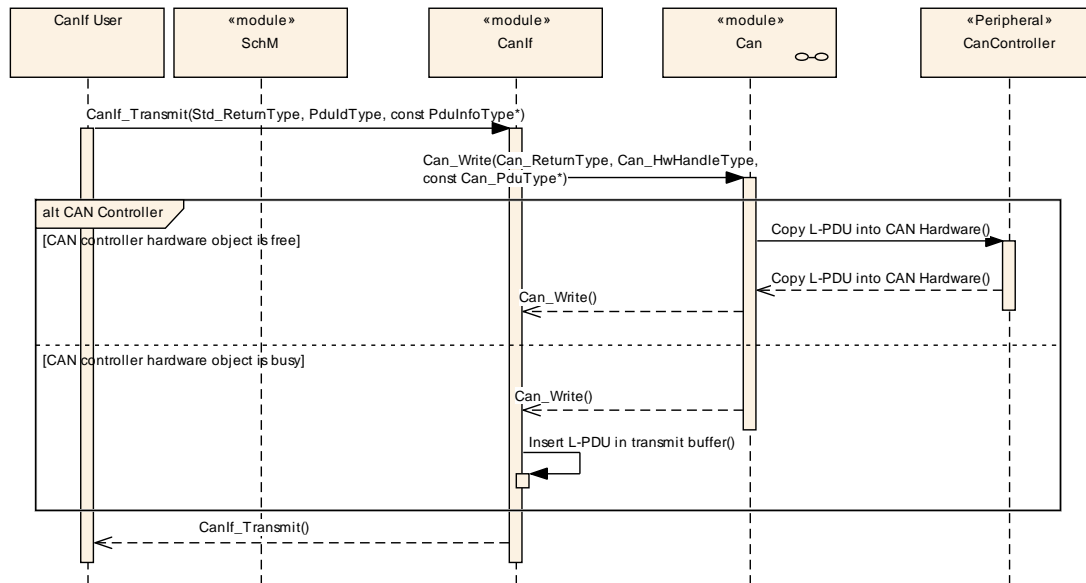 CanIf User
«module»
SchM
«module»
CanIf
«module»
Can
«Peripheral»
CanController
CanIf_Transmit(Std_ReturnType, PduIdType, const PduInfoType*)
Can_Write(Can_ReturnType, Can_HwHandleType,
const Can_PduType*)
alt CAN Controller
[CAN controller hardware object is free]
Copy L-PDU into CAN Hardware()
Copy L-PDU into CAN Hardware()
Can_Write()
[CAN controller hardware object is busy]
Can_Write()
Insert L-PDU in transmit buffer()
CanIf_Transmit()